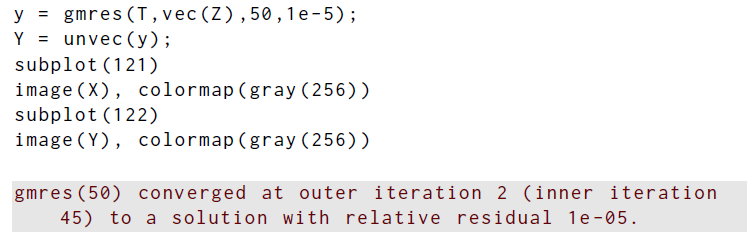 y = gmres(T,vec(Z),50,1e-5);
Y = unvec(y);
subplot(121)
image(X), colormap(gray(256))
subplot(122)
image(Y), colormap(gray(256))
gmres(50) converged at outer iteration 2 (inner iteration
45) to a solution with relative residual 1e-05.